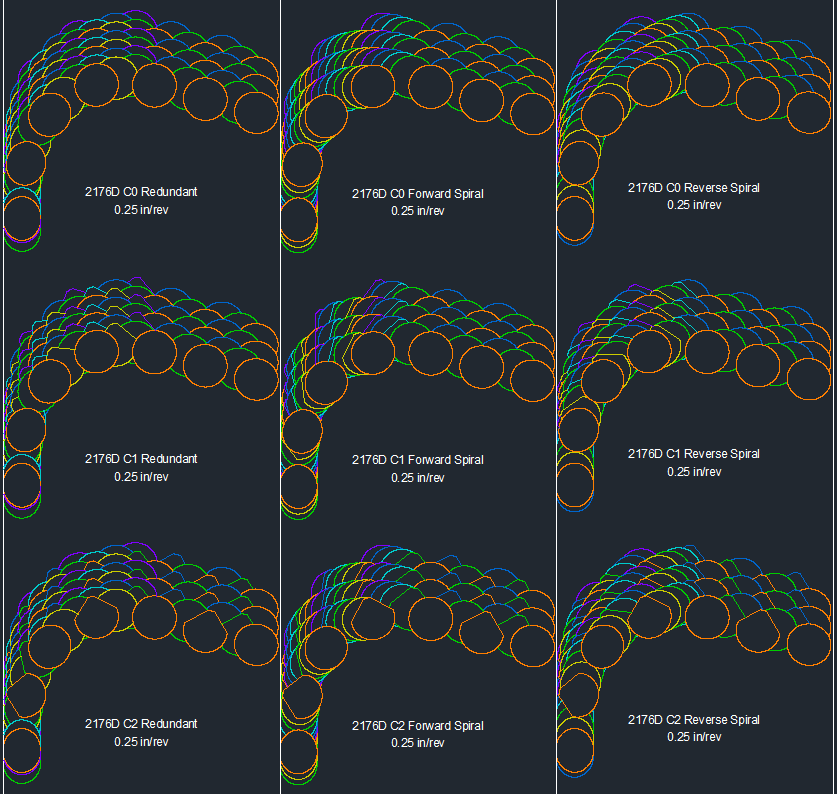 2176D C0 Redundant
0.25 in/rev
2176D C0 Forward Spiral
0.25 in/rev
2176D C0 Reverse Spiral
0.25 in/rev
2176D C1 Redundant
0.25 in/rev
2176D C1 Forward Spiral
0.25 in/rev
2176D C1 Reverse Spiral
0.25 in/rev
2176D C2 Redundant
0.25 in/rev
2176D C2 Forward Spiral
0.25 in/rev
2176D C2 Reverse Spiral
0.25 in/rev